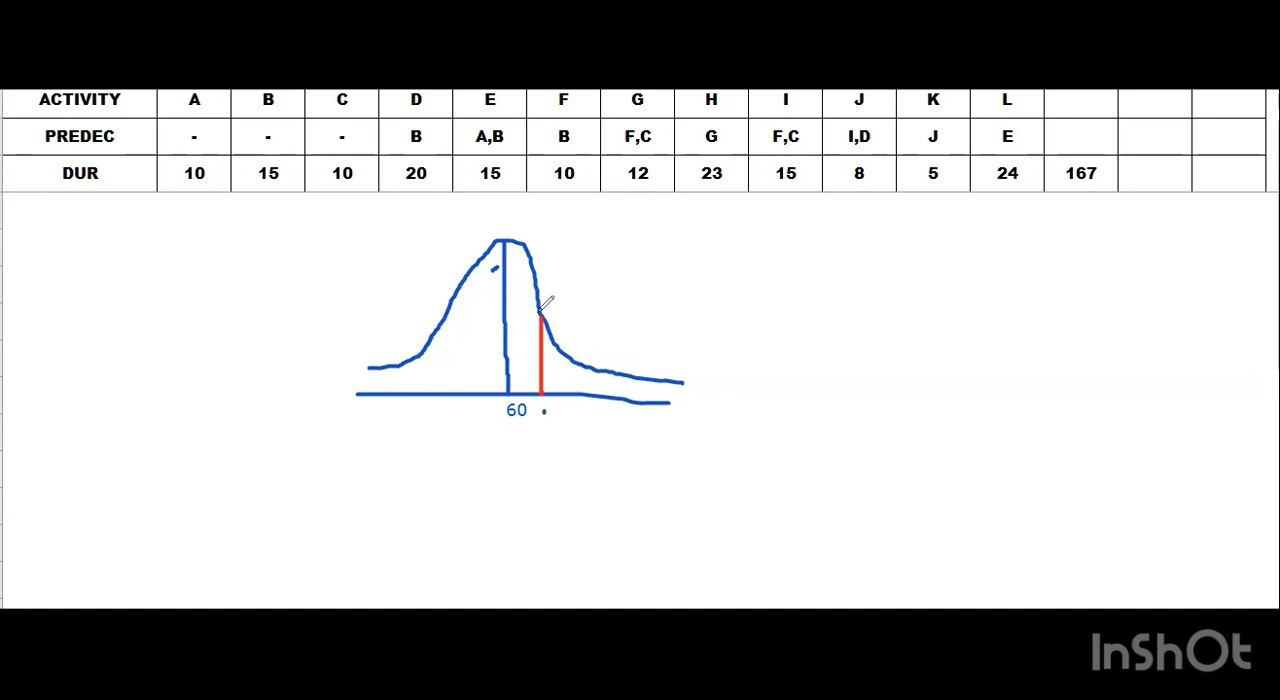 ACTIVITY A B C D E F G H I J K L
PREDEC - - - B A,B B F,C G F,C I,D J E
DUR 10 15 10 20 15 10 12 23 15 8 5 24 167
60
InShOt